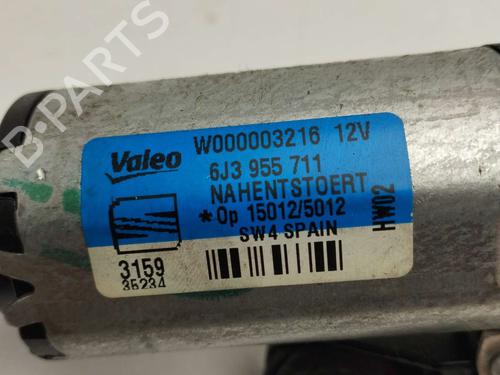 Valeo W000003216 12V
6J3 955 711
NAHENTSTOERT
*Op 15012/5012
SW4 SPAIN
HW02
3159
35234
B-PARTS